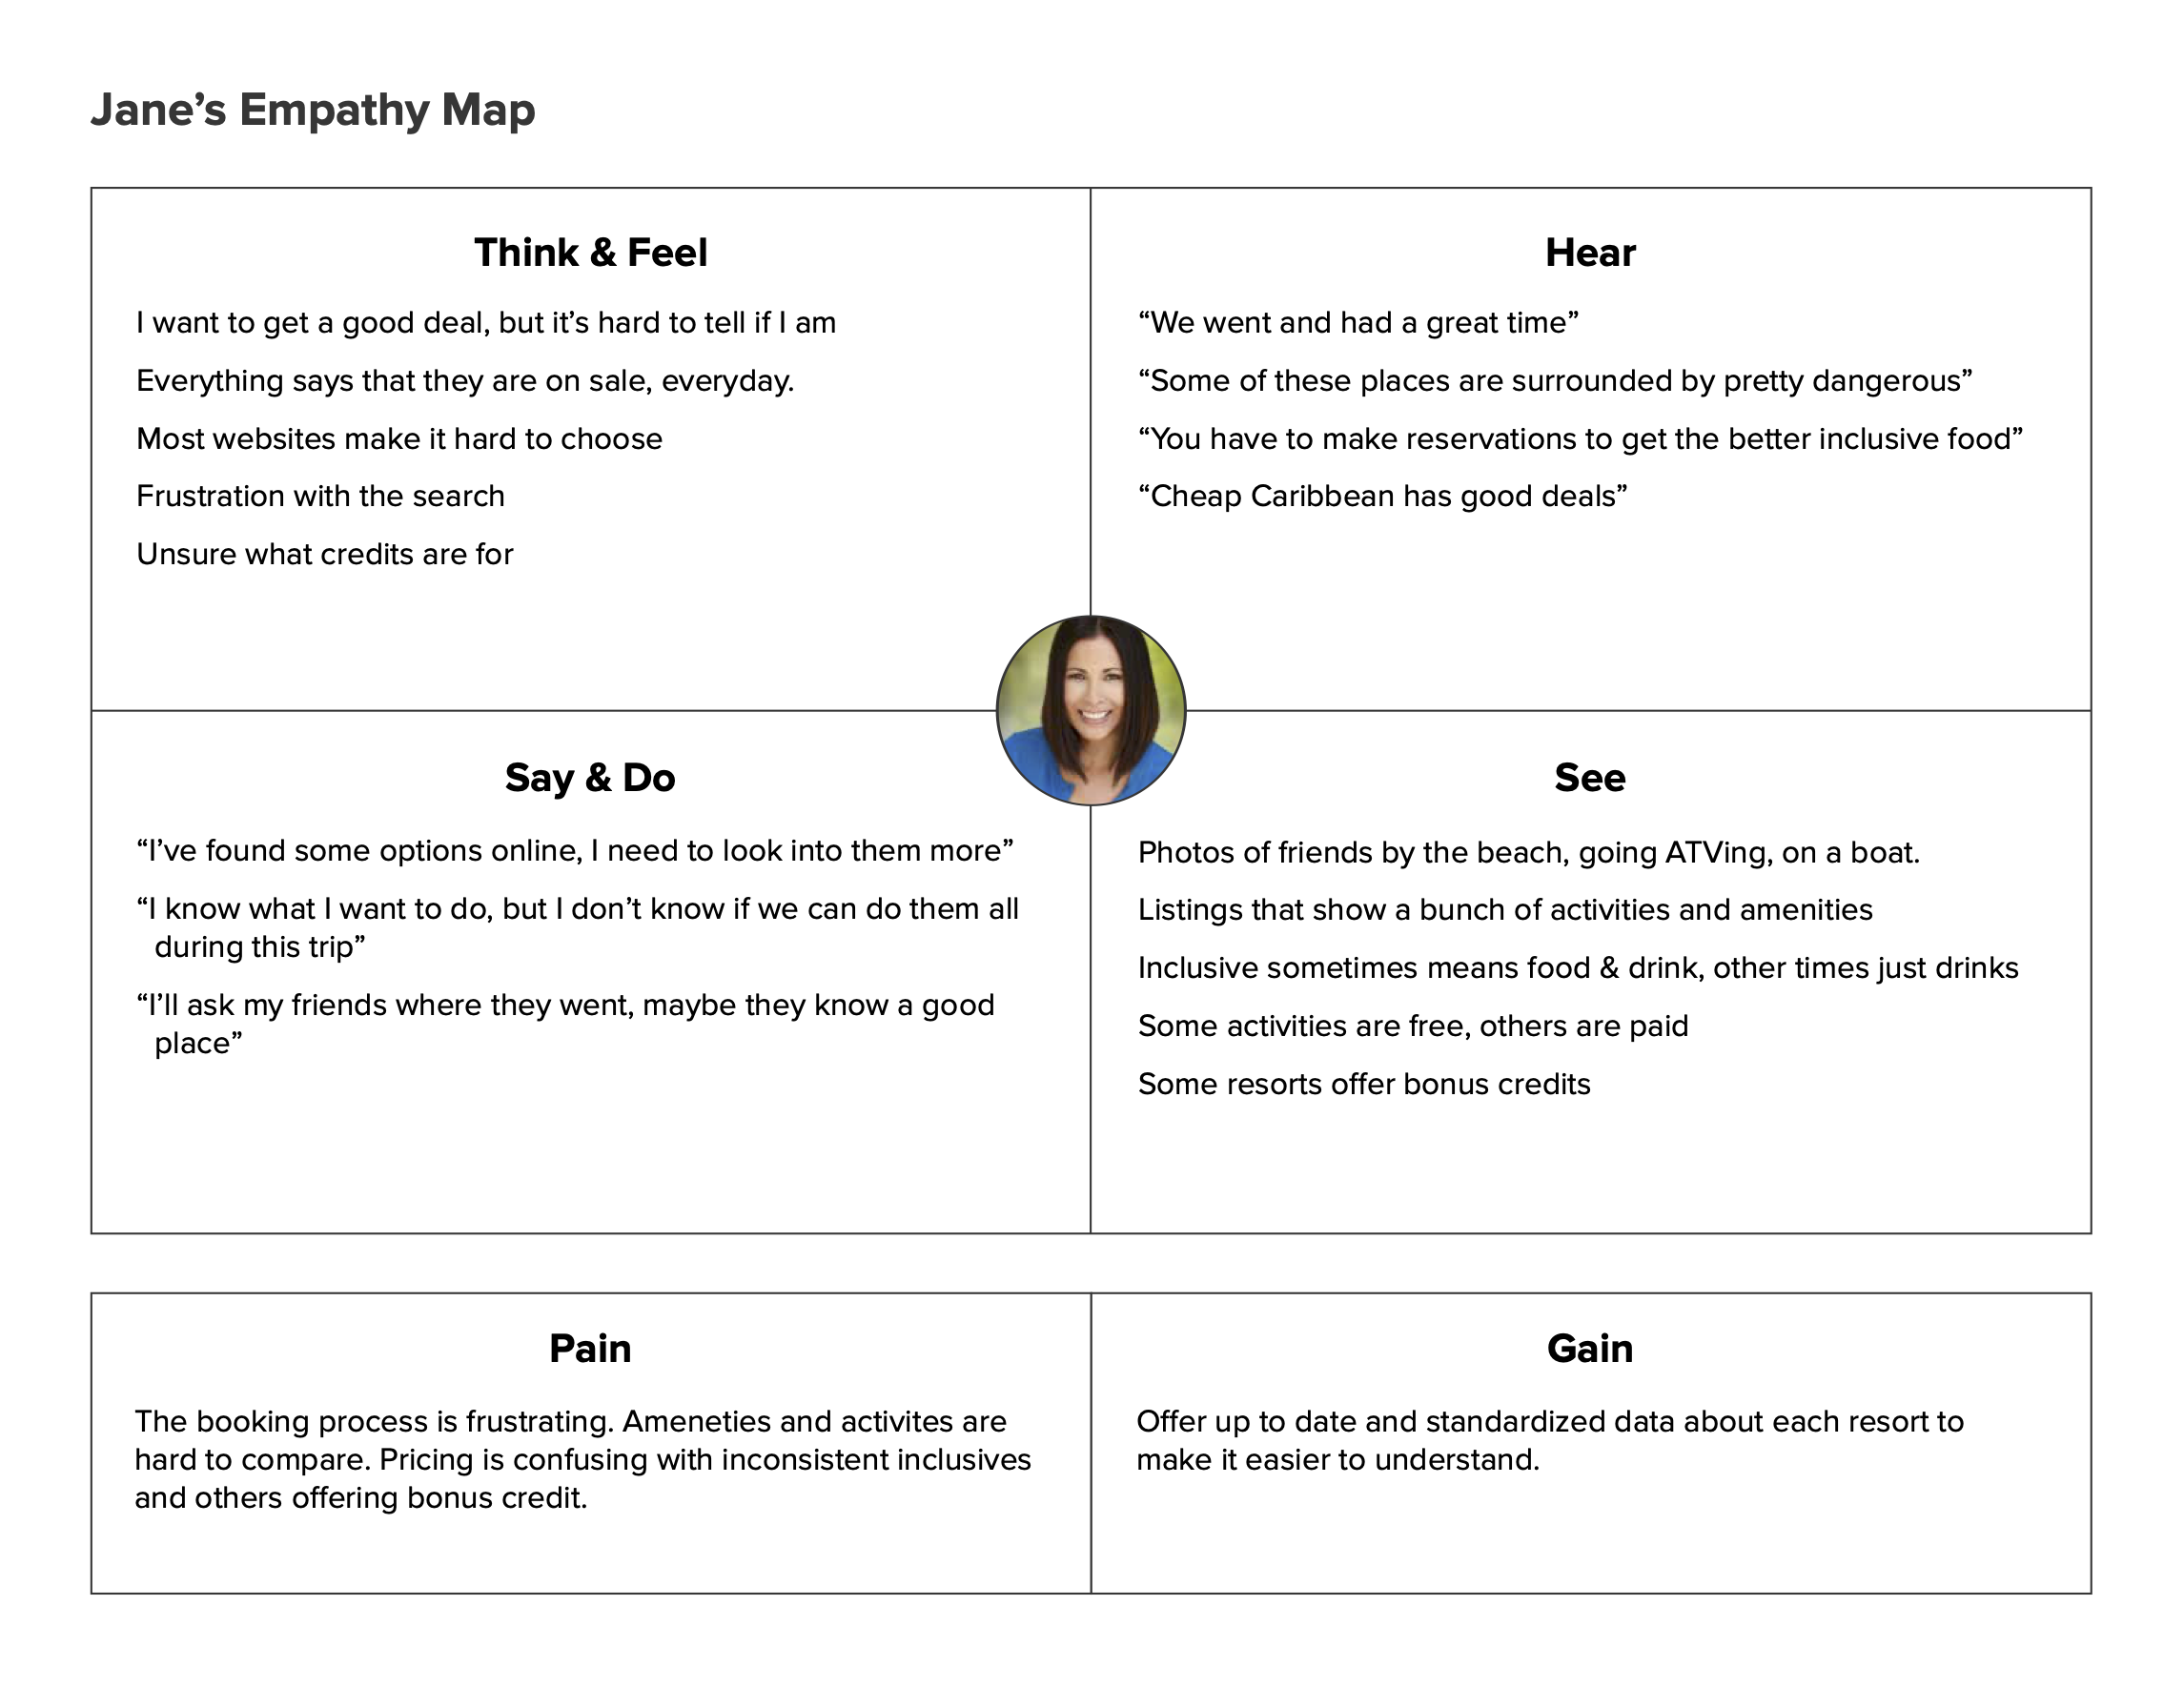 Jane’s Empathy Map
Think & Feel
I want to get a good deal, but it’s hard to tell if I am
Everything says that they are on sale, everyday.
Most websites make it hard to choose
Frustration with the search
Unsure what credits are for
Hear
“We went and had a great time”
“Some of these places are surrounded by pretty dangerous”
“You have to make reservations to get the better inclusive food”
“Cheap Caribbean has good deals”
Say & Do
“I’ve found some options online, I need to look into them more”
“I know what I want to do, but I don’t know if we can do them all
during this trip”
“I’ll ask my friends where they went, maybe they know a good
place”
See
Photos of friends by the beach, going ATVing, on a boat.
Listings that show a bunch of activities and amenities
Inclusive sometimes means food & drink, other times just drinks
Some activities are free, others are paid
Some resorts offer bonus credits
Pain
The booking process is frustrating. Ameneties and activites are
hard to compare. Pricing is confusing with inconsistent inclusives
and others offering bonus credit.
Gain
Offer up to date and standardized data about each resort to
make it easier to understand.